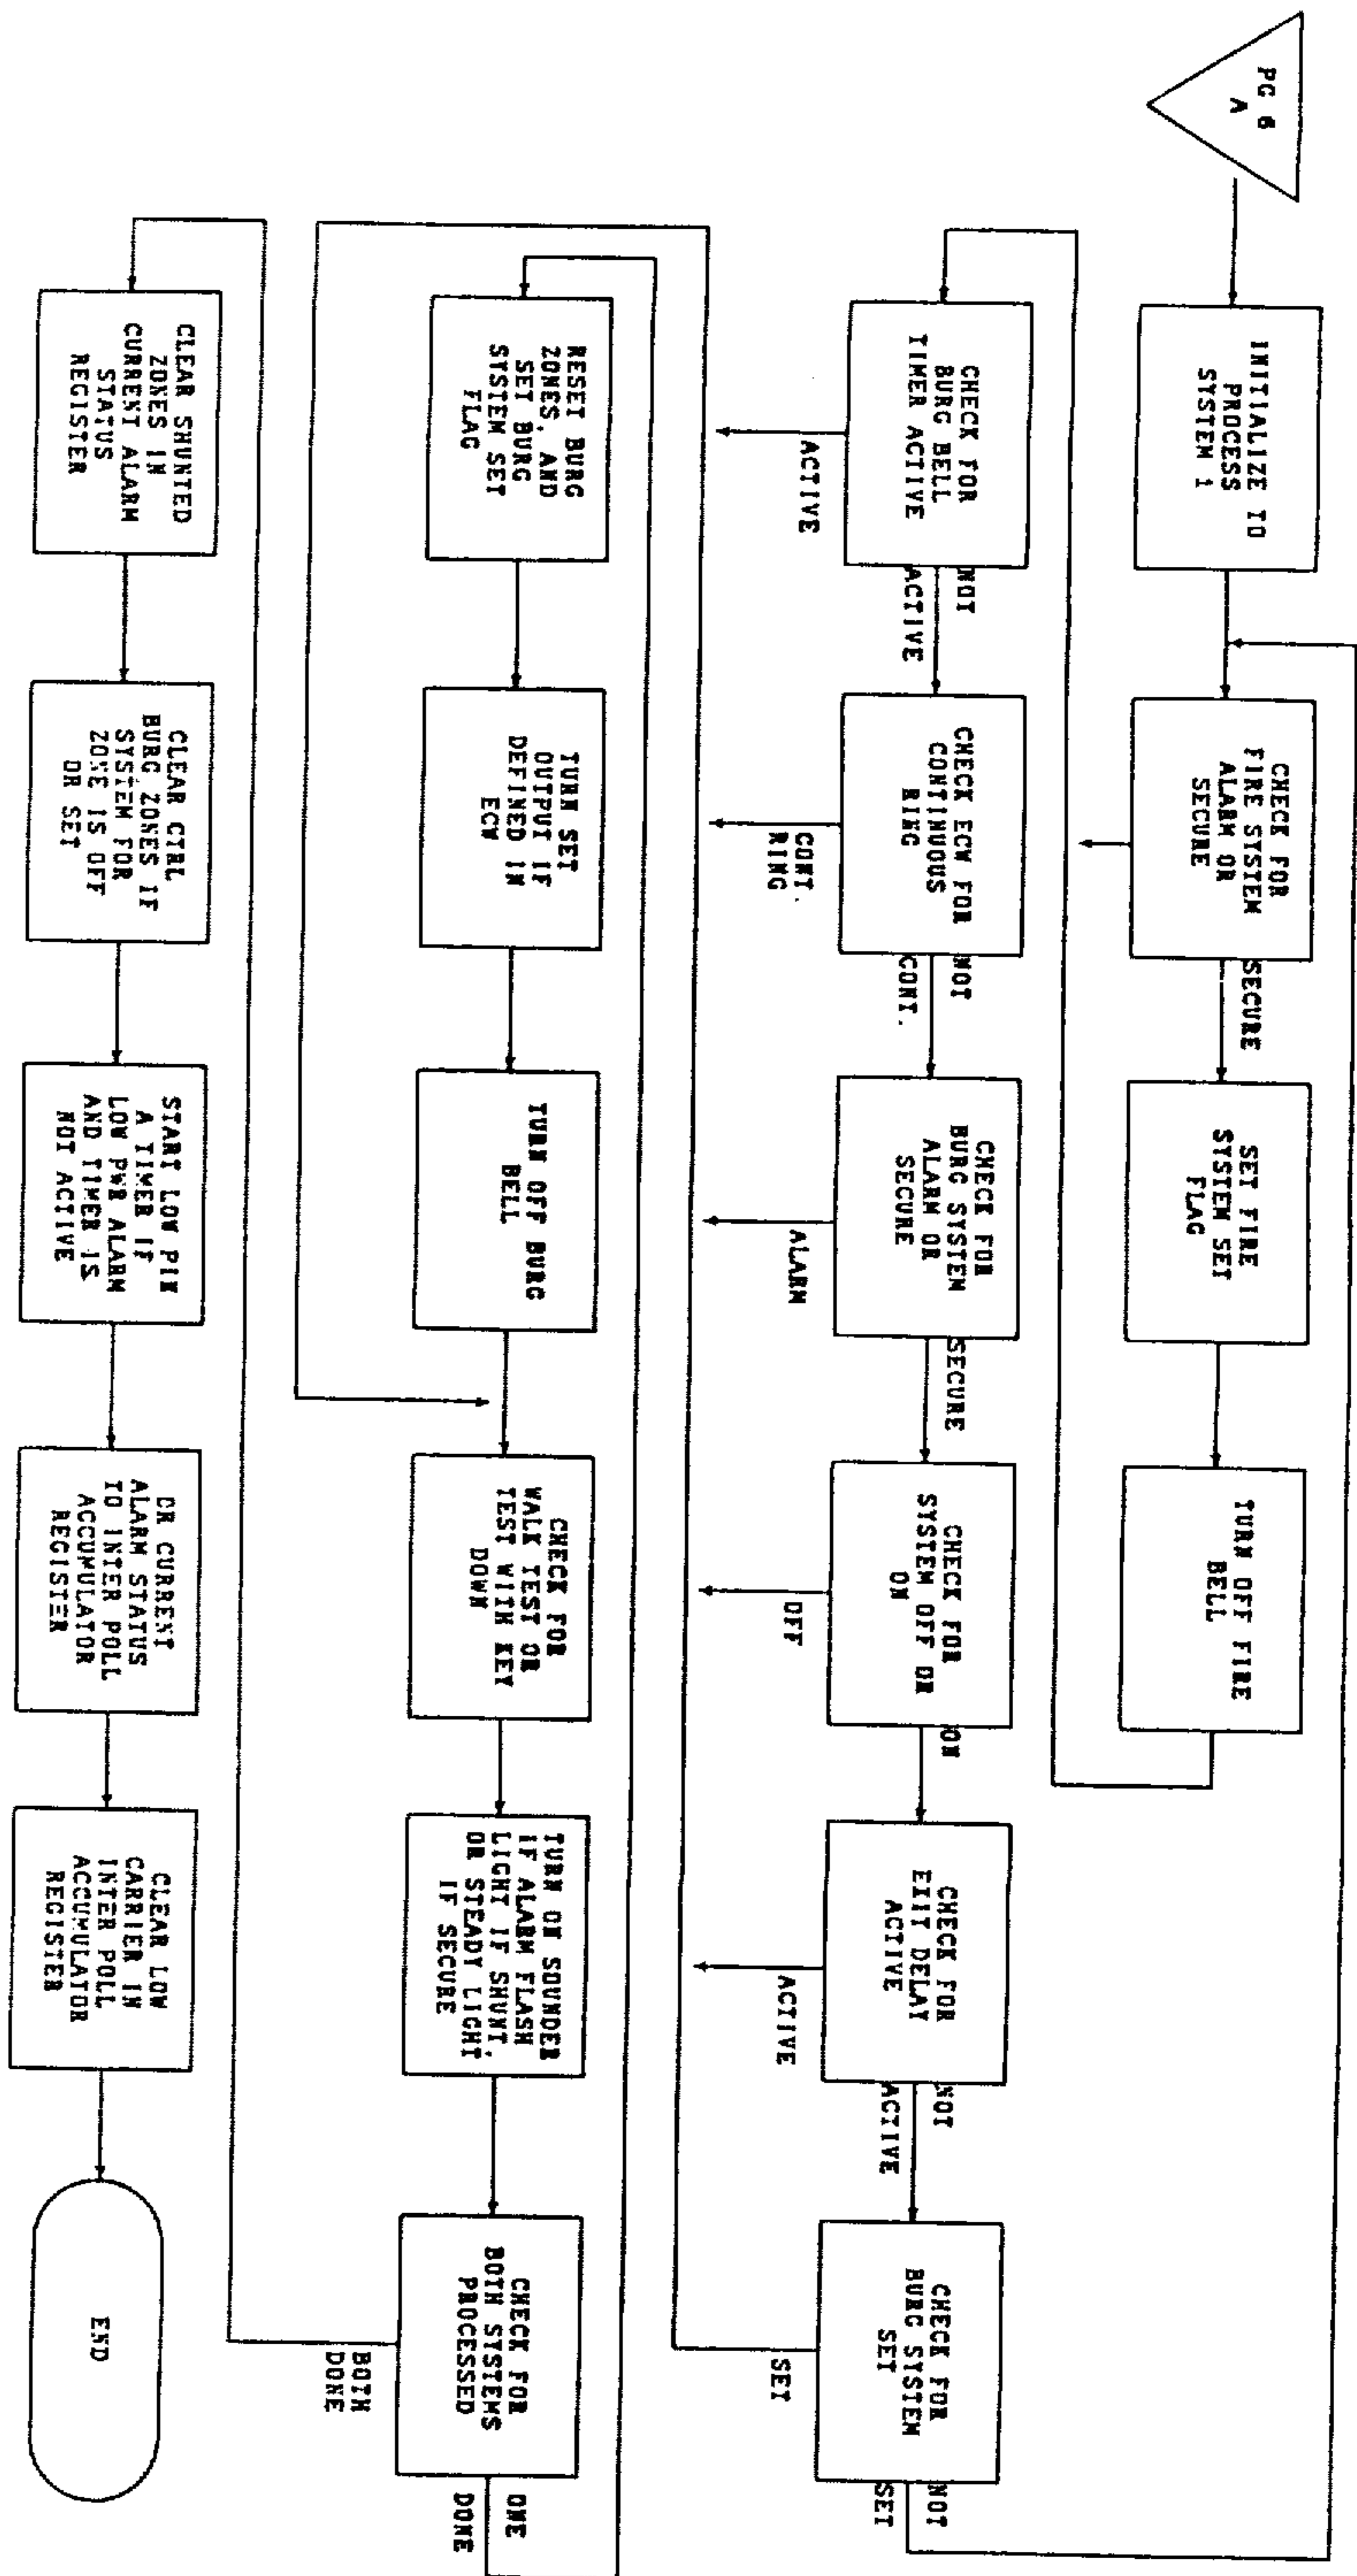 PG 6
A
INITIALIZE TO
PROCESS
SYSTEM 1
CHECK FOR
FIRE SYSTEM
ALARM OR
SECURE
SECURE
SET FIRE
SYSTEM SET
FLAG
TURN OFF FIRE
BELL
CHECK FOR
BURG BELL
TIMER ACTIVE
ACTIVE
NOT
ACTIVE
CHECK ECW FOR
CONTINUOUS
RING
CONT.
RING
NOT
CONT.
CHECK FOR
BURG SYSTEM
ALARM OR
SECURE
ALARM
SECURE
CHECK FOR
SYSTEM OFF OR
ON
OFF
ON
CHECK FOR
EXIT DELAY
ACTIVE
ACTIVE
NOT
ACTIVE
CHECK FOR
BURG SYSTEM
SET
SET
NOT
SET
RESET BURG
ZONES, AND
SET BURG
SYSTEM SET
FLAG
TURN SET
OUTPUT IF
DEFINED IN
ECW
TURN OFF BURG
BELL
CHECK FOR
WALK TEST OR
TEST WITH KEY
DOWN
TURN ON SOUNDER
IF ALARM FLASH
LIGHT IF SHUNT,
OR STEADY LIGHT
IF SECURE
CHECK FOR
BOTH SYSTEMS
PROCESSED
BOTH
DONE
ONE
DONE
CLEAR SHUNTED
ZONES IN
CURRENT ALARM
STATUS
REGISTER
CLEAR CTRL
BURG ZONES IF
SYSTEM FOR
ZONE IS OFF
OR SET
START LOW PIW
A TIMER IF
LOW PWR ALARM
AND TIMER IS
NOT ACTIVE
OR CURRENT
ALARM STATUS
TO INTER POLL
ACCUMULATOR
REGISTER
CLEAR LOW
CARRIER IN
INTER POLL
ACCUMULATOR
REGISTER
END